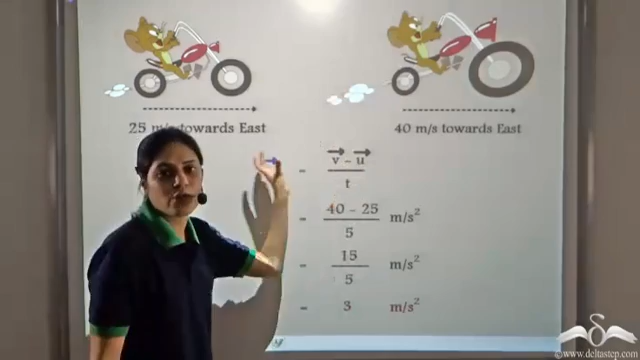 25 m/s towards East
40 m/s towards East
= v – u
t
= 40 – 25 m/s²
5
= 15 m/s²
5
= 3 m/s²
©www.deltastep.com